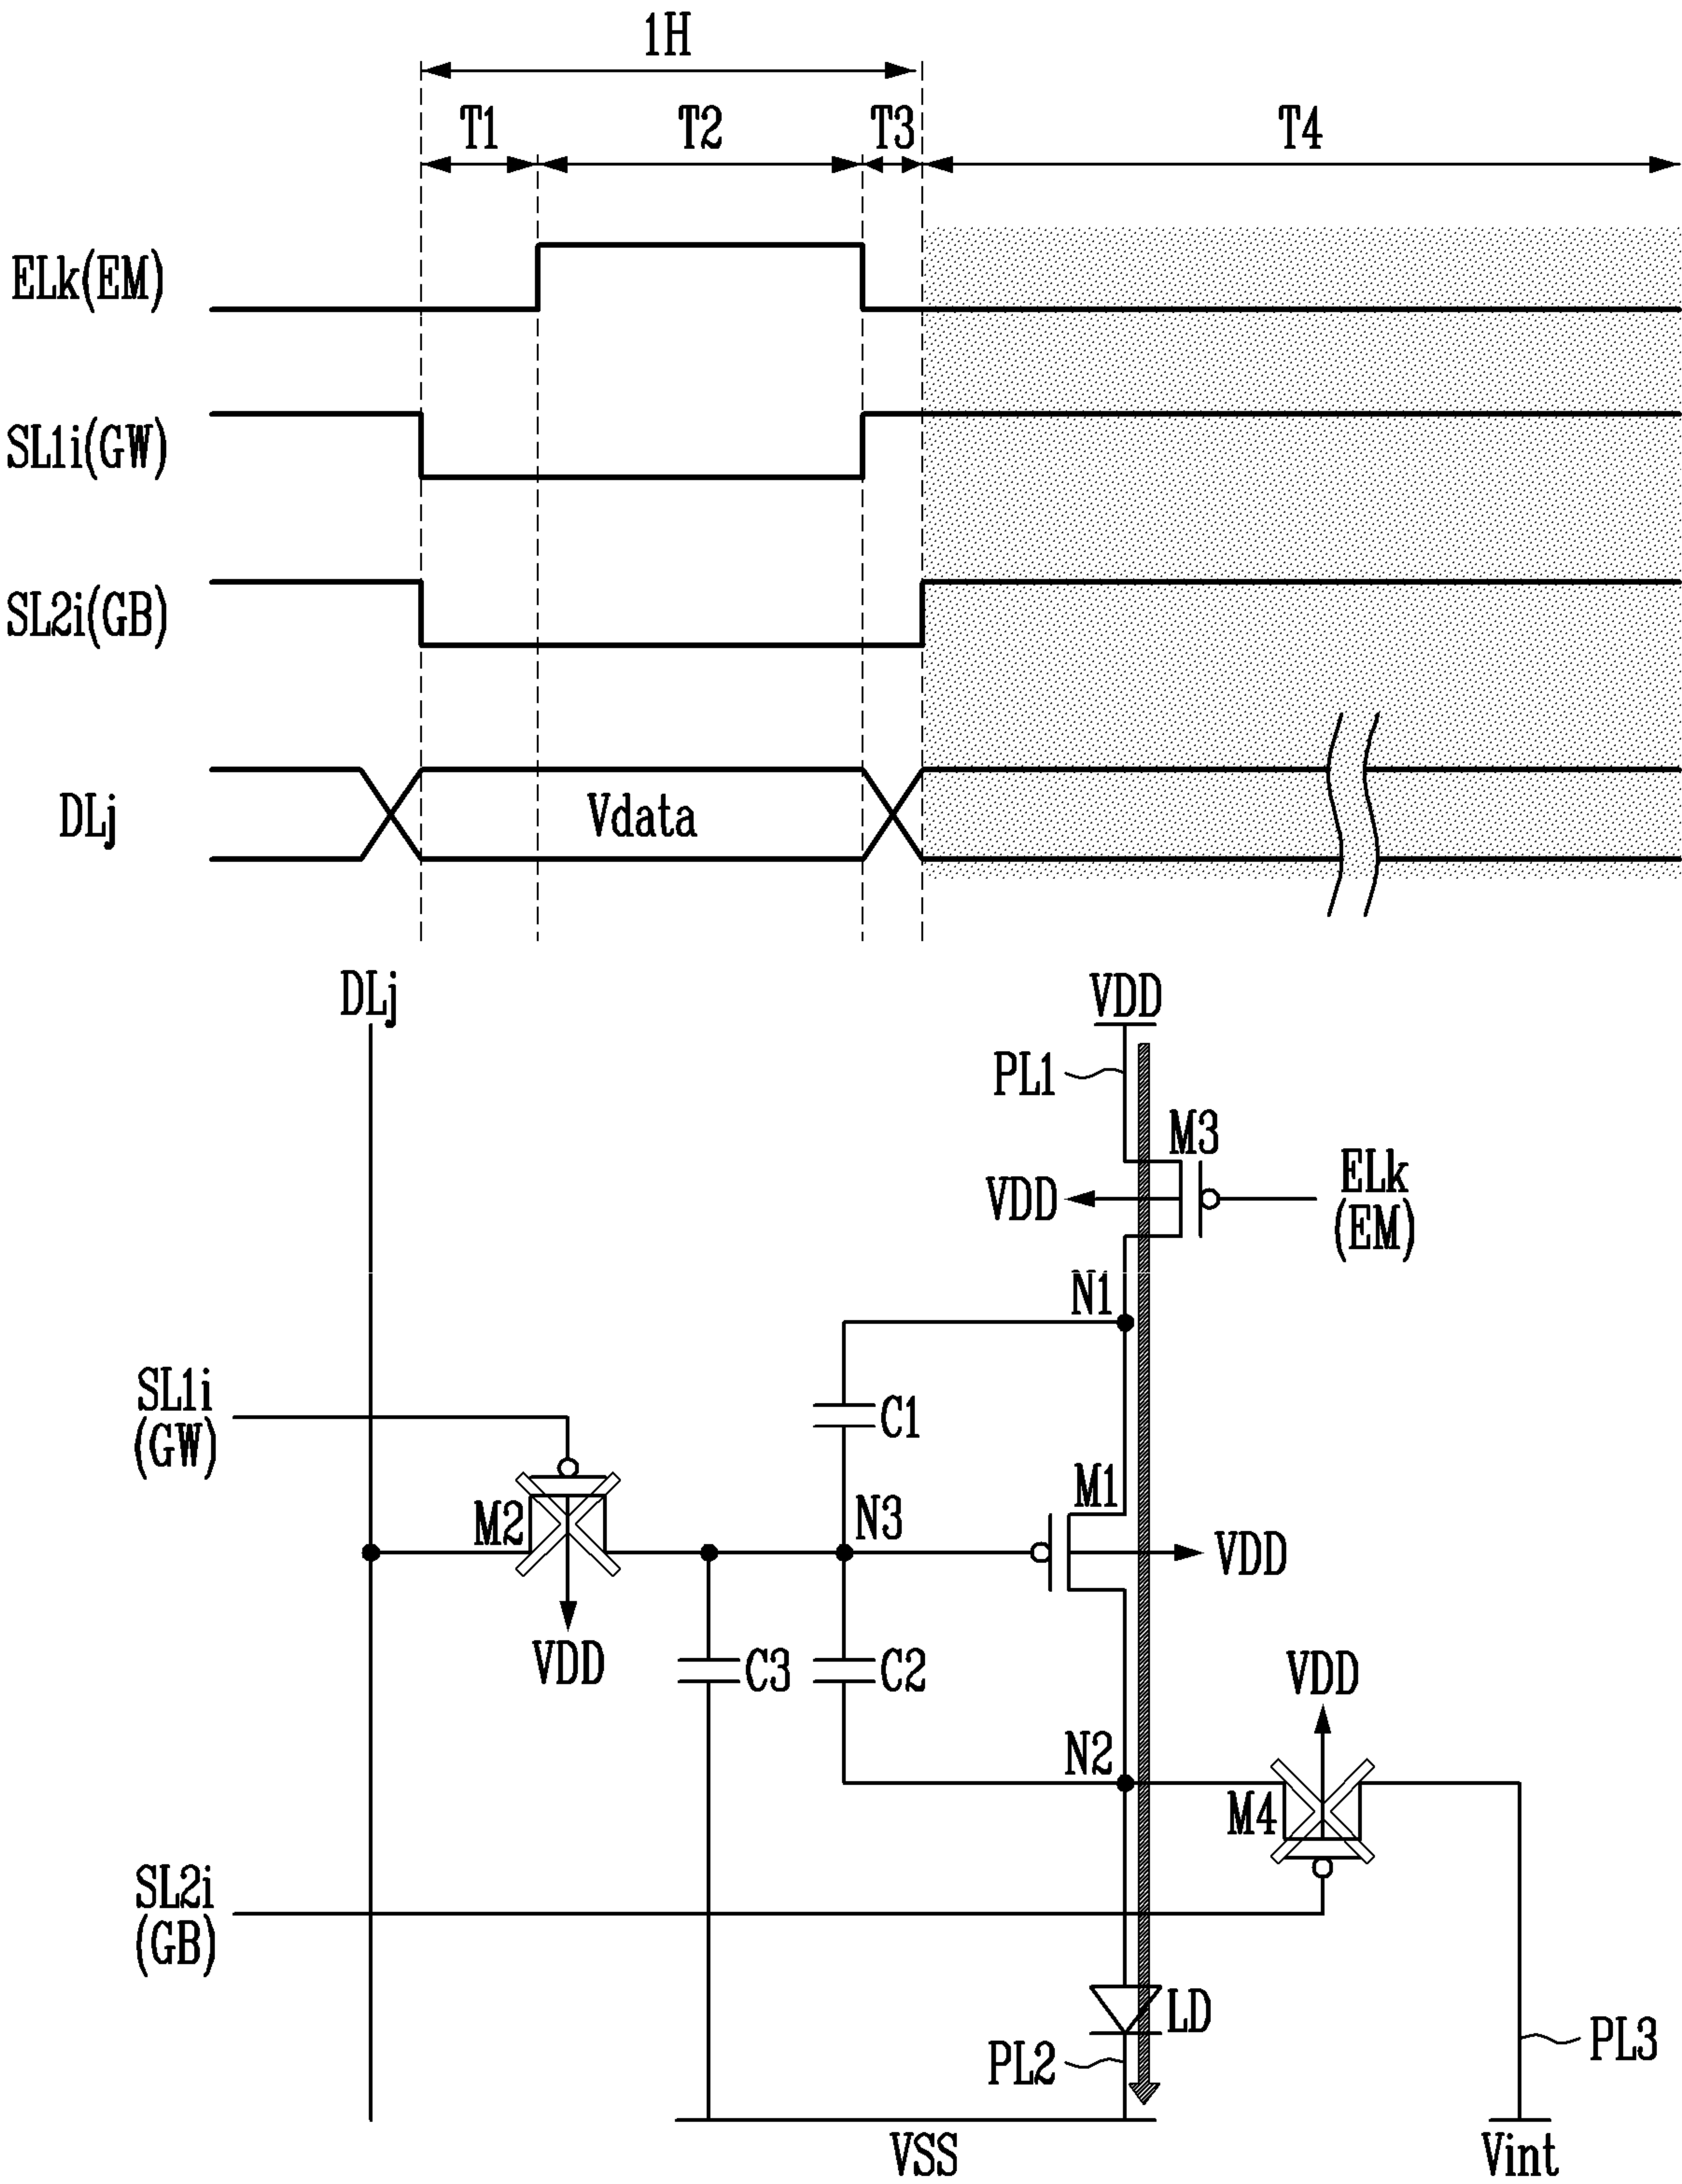 1H
T1 T2 T3 T4
ELk(EM)
SL1i(GW)
SL2i(GB)
DLj
Vdata
DLj
VDD
PL1
M3
VDD
ELk
(EM)
N1
SL1i
(GW)
C1
M2
N3
M1
VDD
VDD
C3
C2
VDD
N2
M4
SL2i
(GB)
LD
PL2
PL3
VSS
Vint